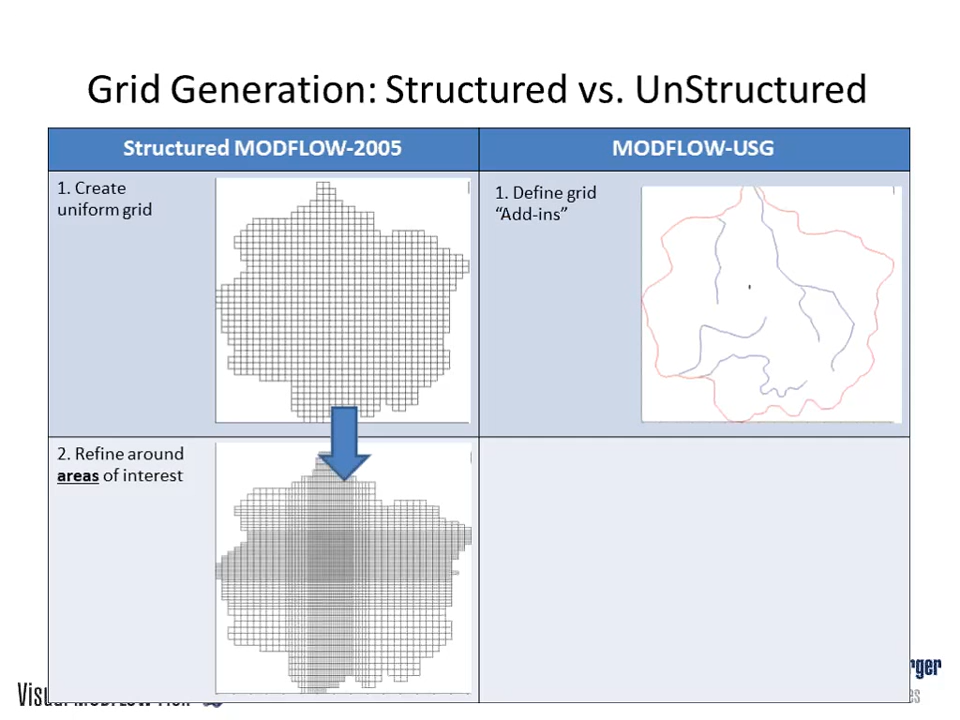 Grid Generation: Structured vs. UnStructured
Structured MODFLOW-2005
MODFLOW-USG
1. Create
uniform grid
1. Define grid
“Add-ins”
2. Refine around
areas of interest